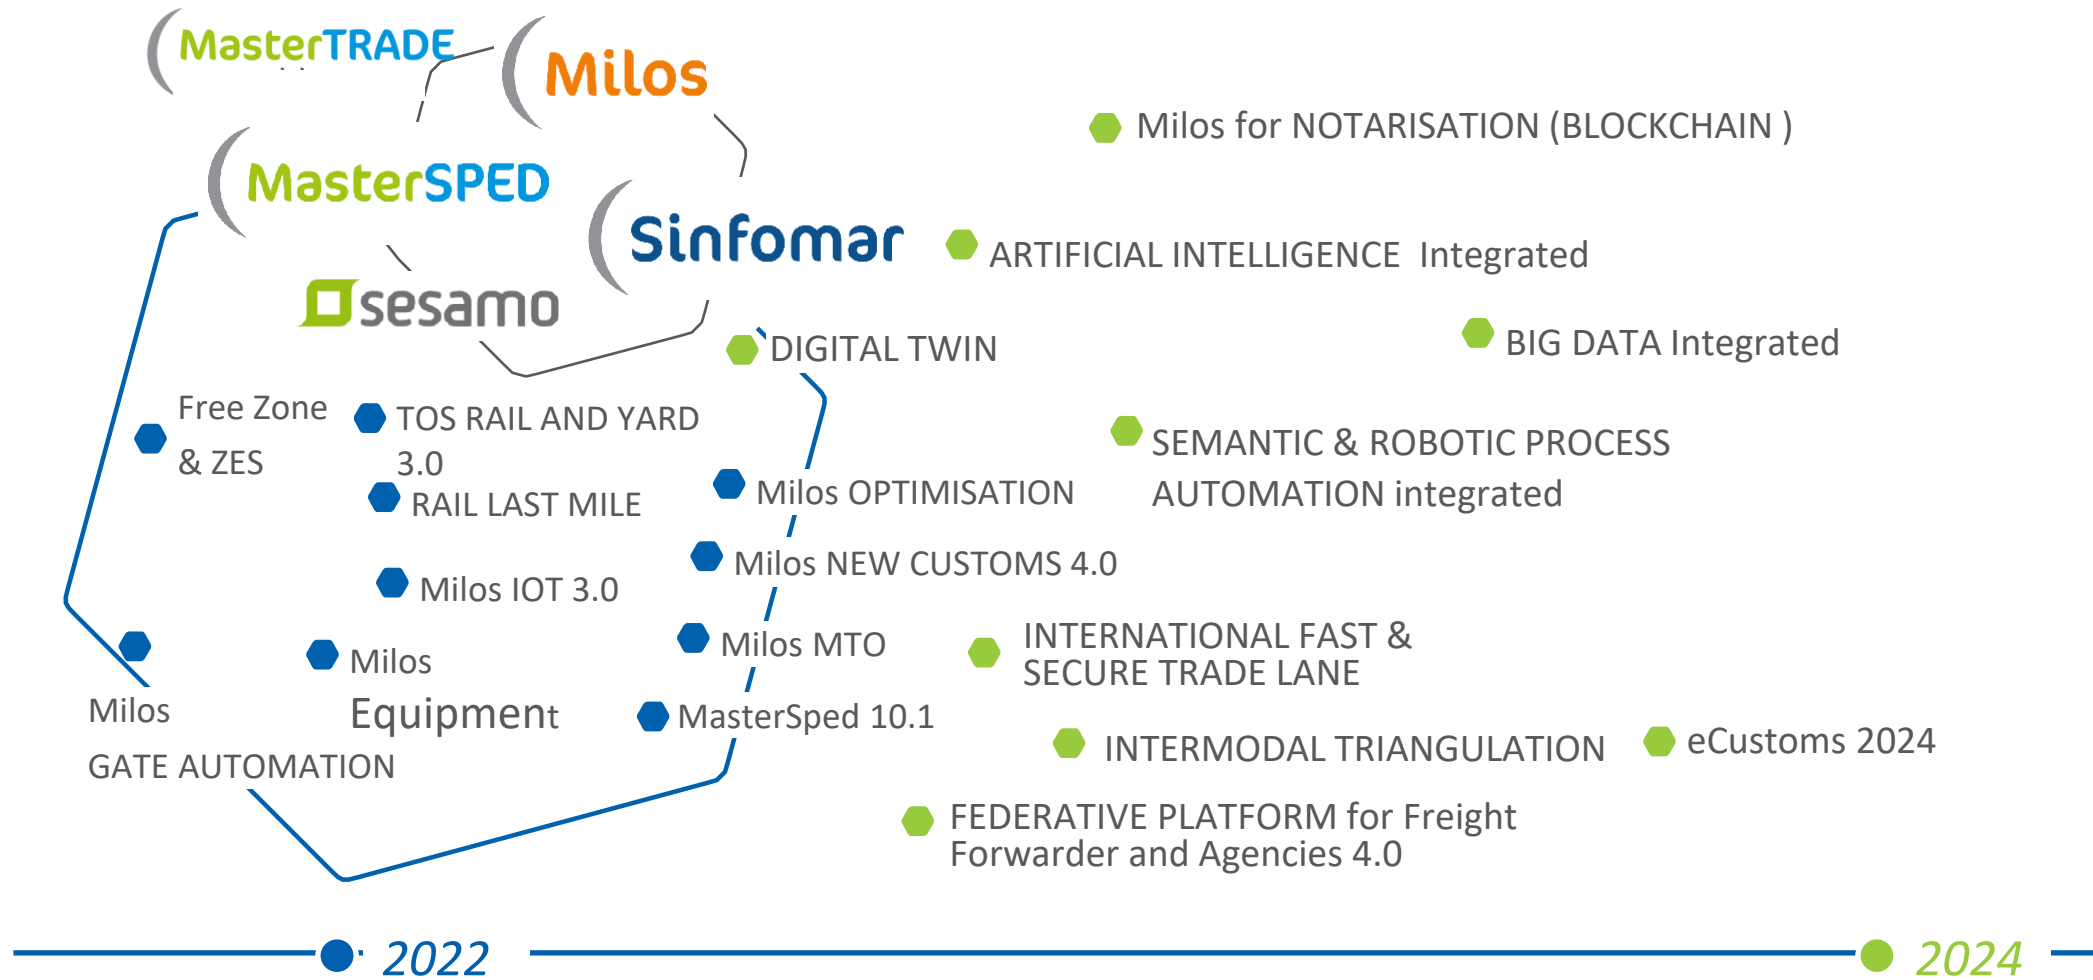 MasterTRADE
Milos
MasterSPED
Sinfomar
sesamo
Milos for NOTARISATION (BLOCKCHAIN )
ARTIFICIAL INTELLIGENCE Integrated
DIGITAL TWIN
BIG DATA Integrated
Free Zone
& ZES
TOS RAIL AND YARD
3.0
RAIL LAST MILE
Milos OPTIMISATION
SEMANTIC & ROBOTIC PROCESS
AUTOMATION integrated
Milos IOT 3.0
Milos NEW CUSTOMS 4.0
Milos
GATE AUTOMATION
Milos
Equipment
Milos MTO
MasterSped 10.1
INTERNATIONAL FAST &
SECURE TRADE LANE
INTERMODAL TRIANGULATION
eCustoms 2024
FEDERATIVE PLATFORM for Freight
Forwarder and Agencies 4.0
2022
2024